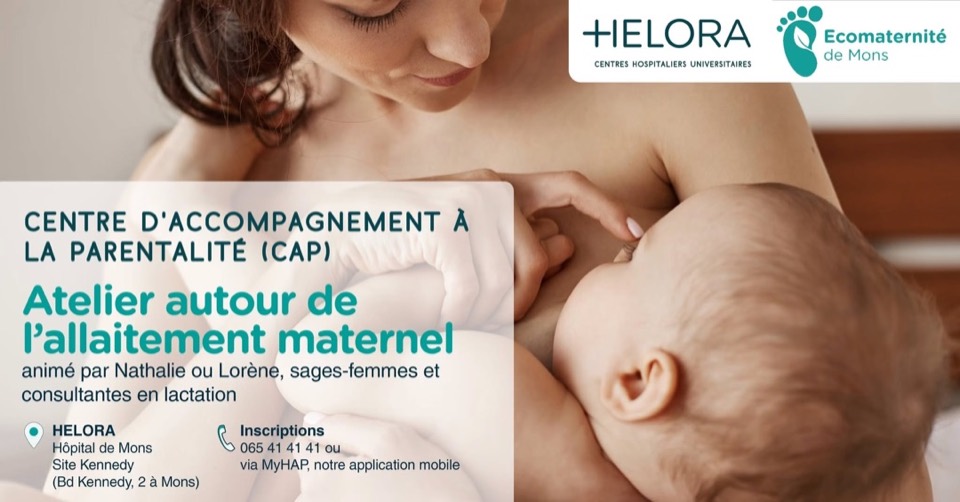 HELORA
CENTRES HOSPITALIERS UNIVERSITAIRES
Ecomaternité
de Mons
CENTRE D'ACCOMPAGNEMENT À
LA PARENTALITÉ (CAP)
Atelier autour de
l'allaitement maternel
animé par Nathalie ou Lorène, sages-femmes et
consultantes en lactation
HELORA
Hôpital de Mons
Site Kennedy
(Bd Kennedy, 2 à Mons)
Inscriptions
065 41 41 41 ou
via MyHAP, notre application mobile